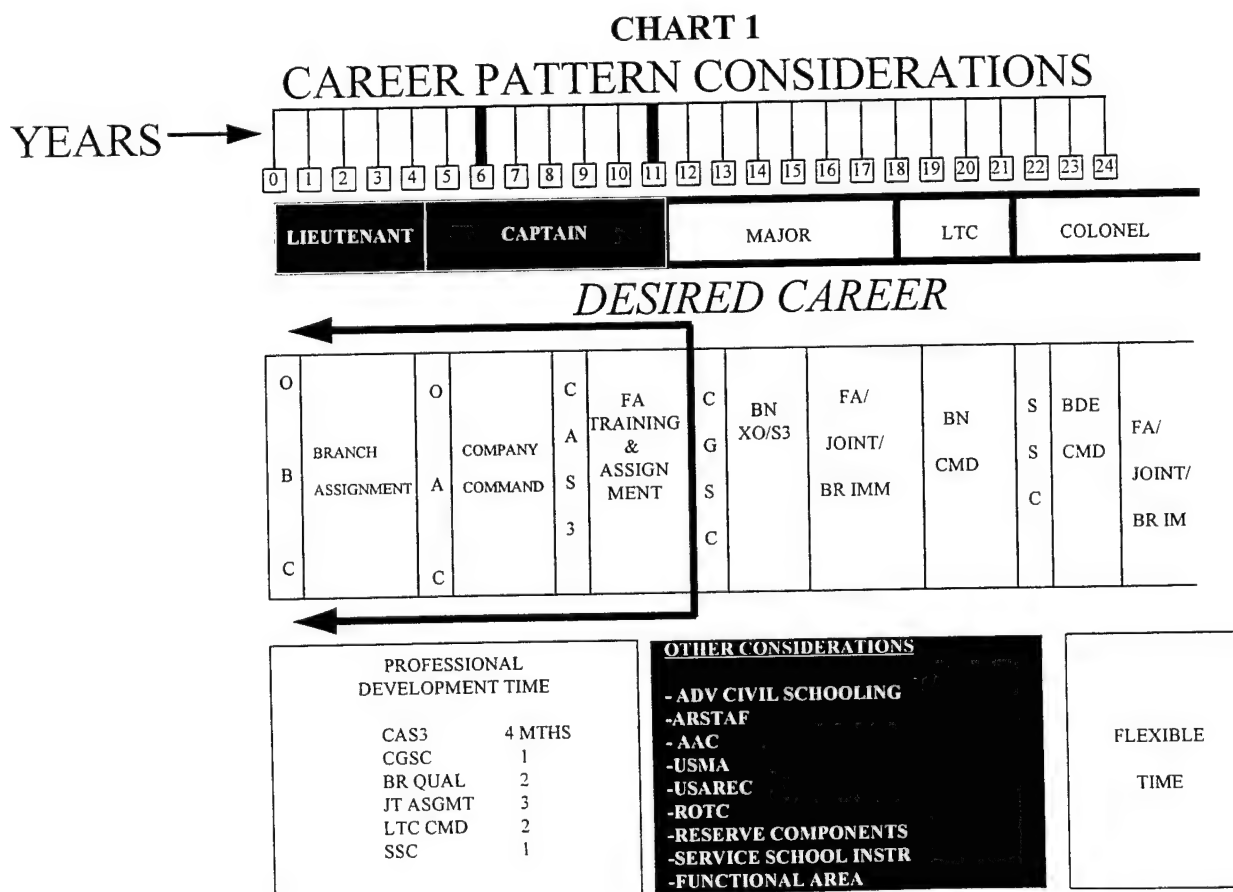 CHART 1
CAREER PATTERN CONSIDERATIONS
YEARS
0 1 2 3 4 5 6 7 8 9 10 11 12 13 14 15 16 17 18 19 20 21 22 23 24
LIEUTENANT CAPTAIN MAJOR LTC COLONEL
DESIRED CAREER
OBC
BRANCH
ASSIGNMENT
OAC
COMPANY
COMMAND
CAS3
FA
TRAINING
&
ASSIGN
MENT
CGSC
BN
XO/S3
FA/
JOINT/
BR IMM
BN
CMD
SSC
BDE
CMD
FA/
JOINT/
BR IM
PROFESSIONAL
DEVELOPMENT TIME
CAS3 4 MTHS
CGSC 1
BR QUAL 2
JT ASGMT 3
LTC CMD 2
SSC 1
OTHER CONSIDERATIONS
- ADV CIVIL SCHOOLING
-ARSTAF
- AAC
-USMA
-USAREC
-ROTC
-RESERVE COMPONENTS
-SERVICE SCHOOL INSTR
-FUNCTIONAL AREA
FLEXIBLE
TIME